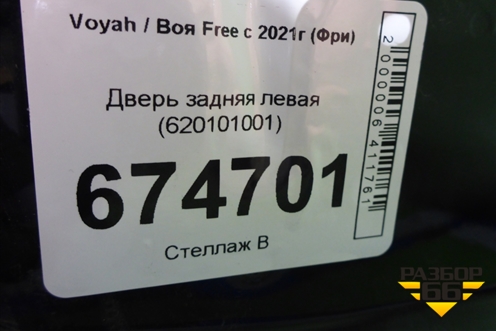 Voyah / Воя Free с 2021г (Фри)
Дверь задняя левая
(620101001)
674701
Стеллаж В
2000006411761
РАЗБОР
66